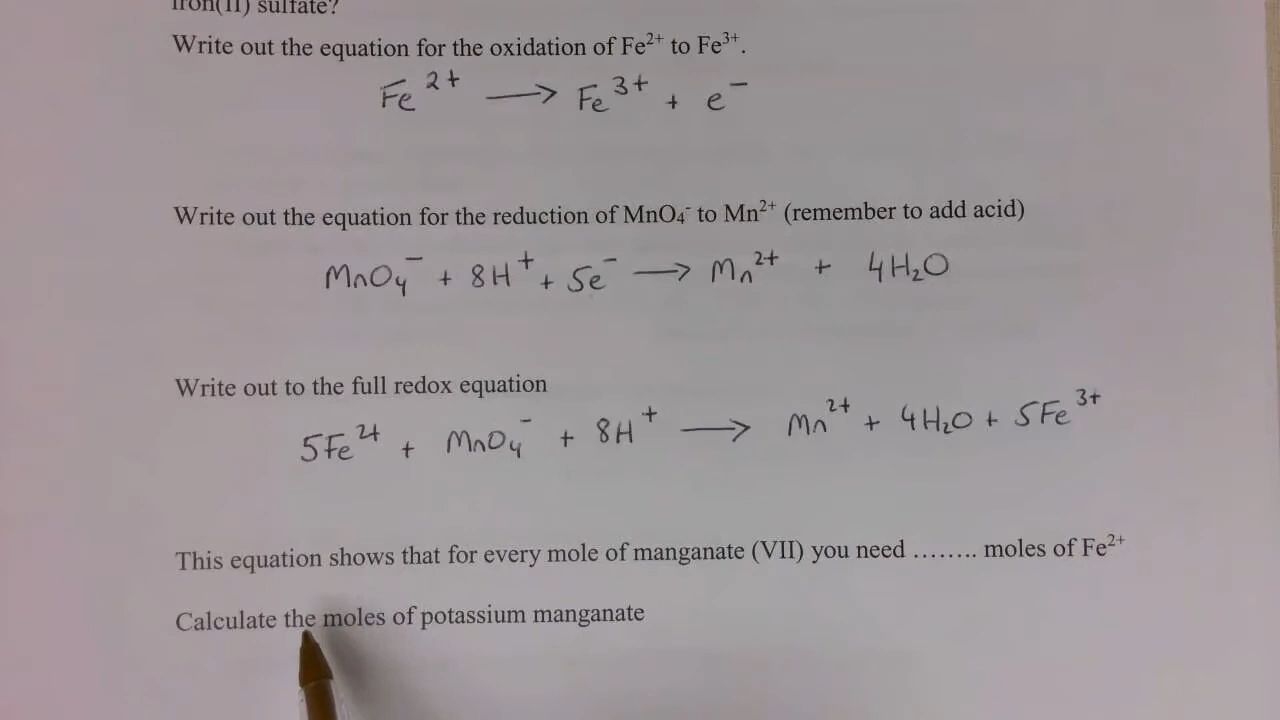 iron(II) sulfate?
Write out the equation for the oxidation of Fe²⁺ to Fe³⁺.
Fe²⁺ ⟶ Fe³⁺ + e⁻
Write out the equation for the reduction of MnO₄⁻ to Mn²⁺ (remember to add acid)
MnO₄⁻ + 8H⁺ + 5e⁻ ⟶ Mn²⁺ + 4H₂O
Write out to the full redox equation
5Fe²⁺ + MnO₄⁻ + 8H⁺ ⟶ Mn²⁺ + 4H₂O + 5Fe³⁺
This equation shows that for every mole of manganate (VII) you need …….. moles of Fe²⁺
Calculate the moles of potassium manganate